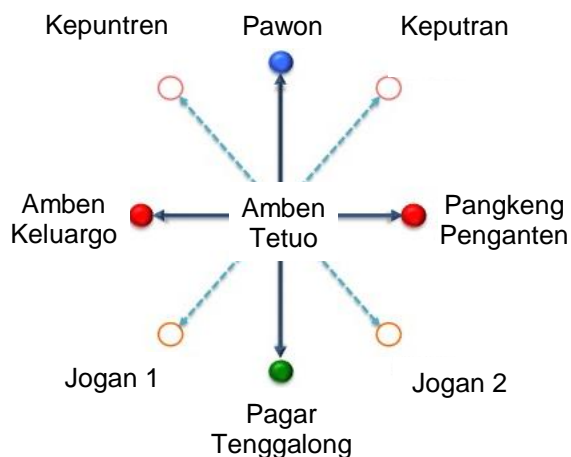 Kepuntren
Pawon
Keputran
Amben
Keluargo
Amben
Tetuo
Pangkeng
Penganten
Jogan 1
Jogan 2
Pagar
Tenggalong